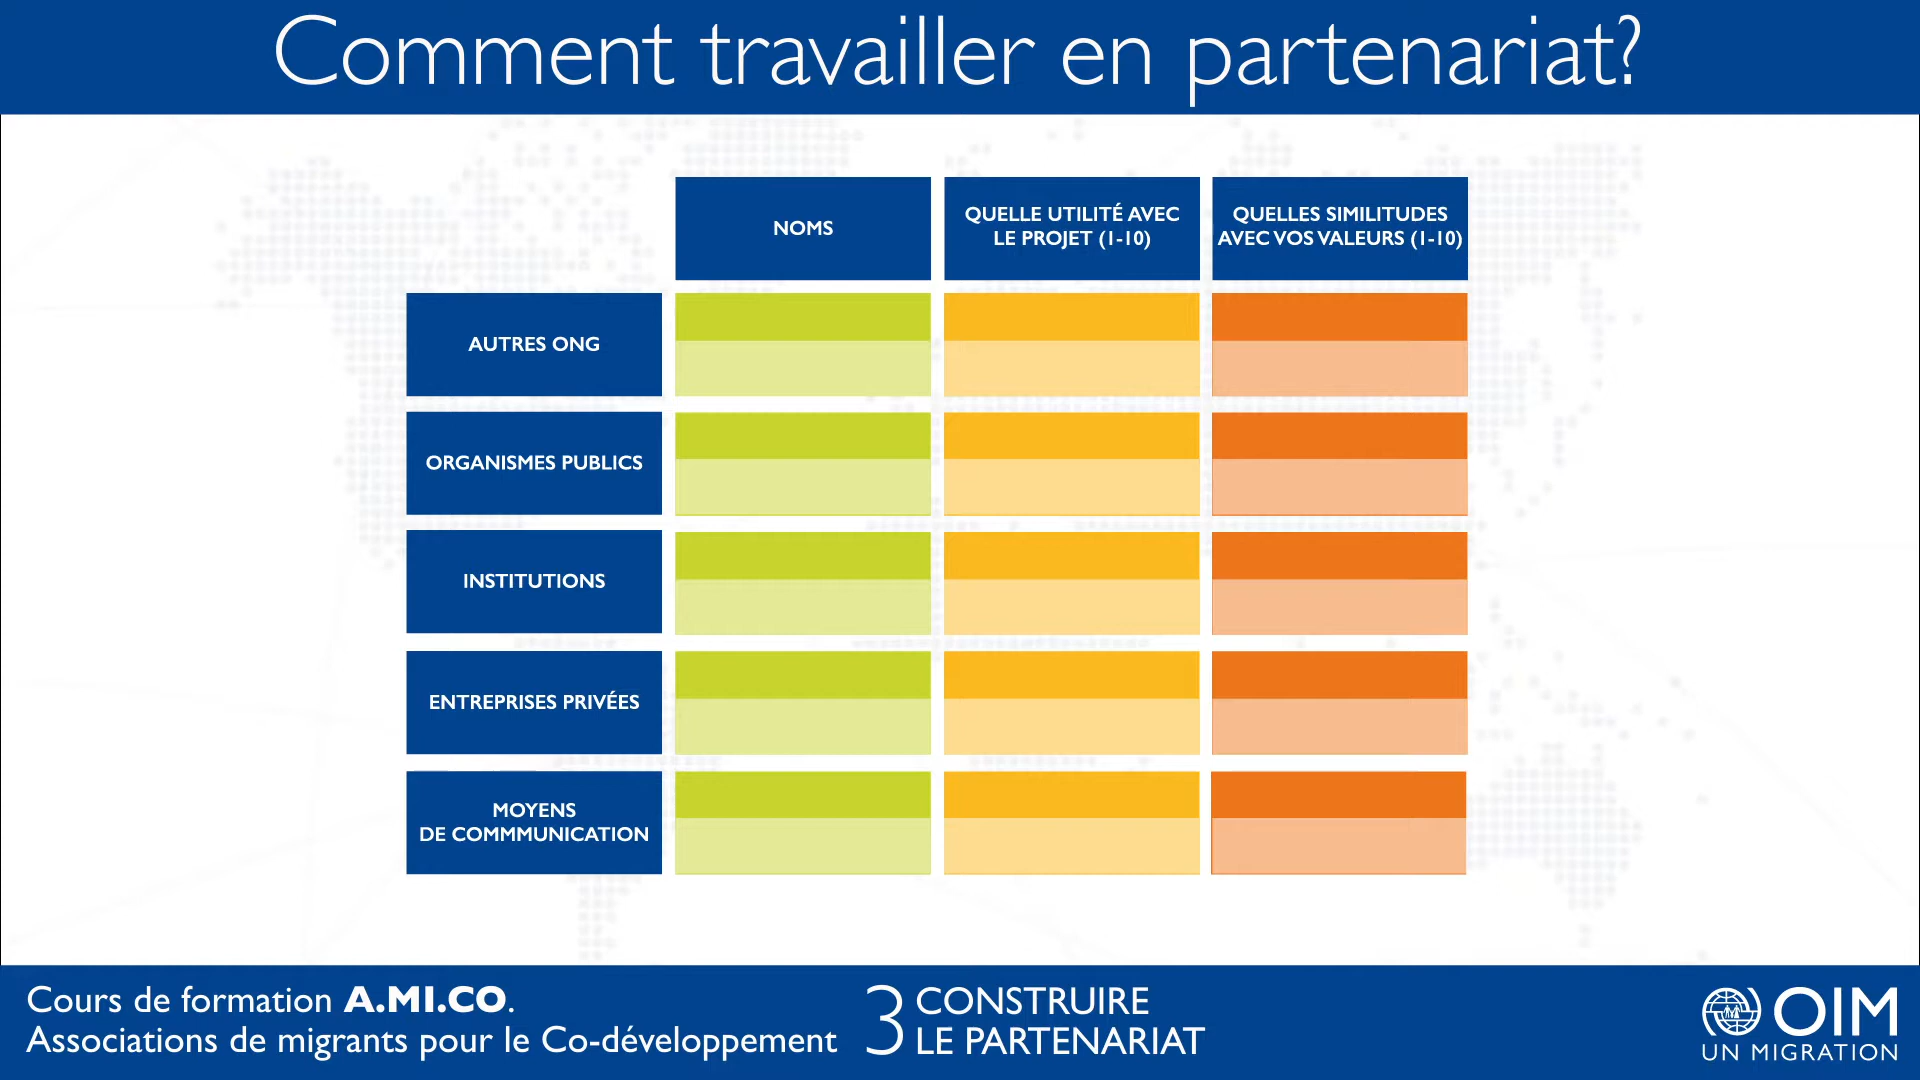 Comment travailler en partenariat?
NOMS
QUELLE UTILITÉ AVEC
LE PROJET (1-10)
QUELLES SIMILITUDES
AVEC VOS VALEURS (1-10)
AUTRES ONG
ORGANISMES PUBLICS
INSTITUTIONS
ENTREPRISES PRIVÉES
MOYENS
DE COMMMUNICATION
Cours de formation A.MI.CO.
Associations de migrants pour le Co-développement
3 CONSTRUIRE
LE PARTENARIAT
OIM
UN MIGRATION